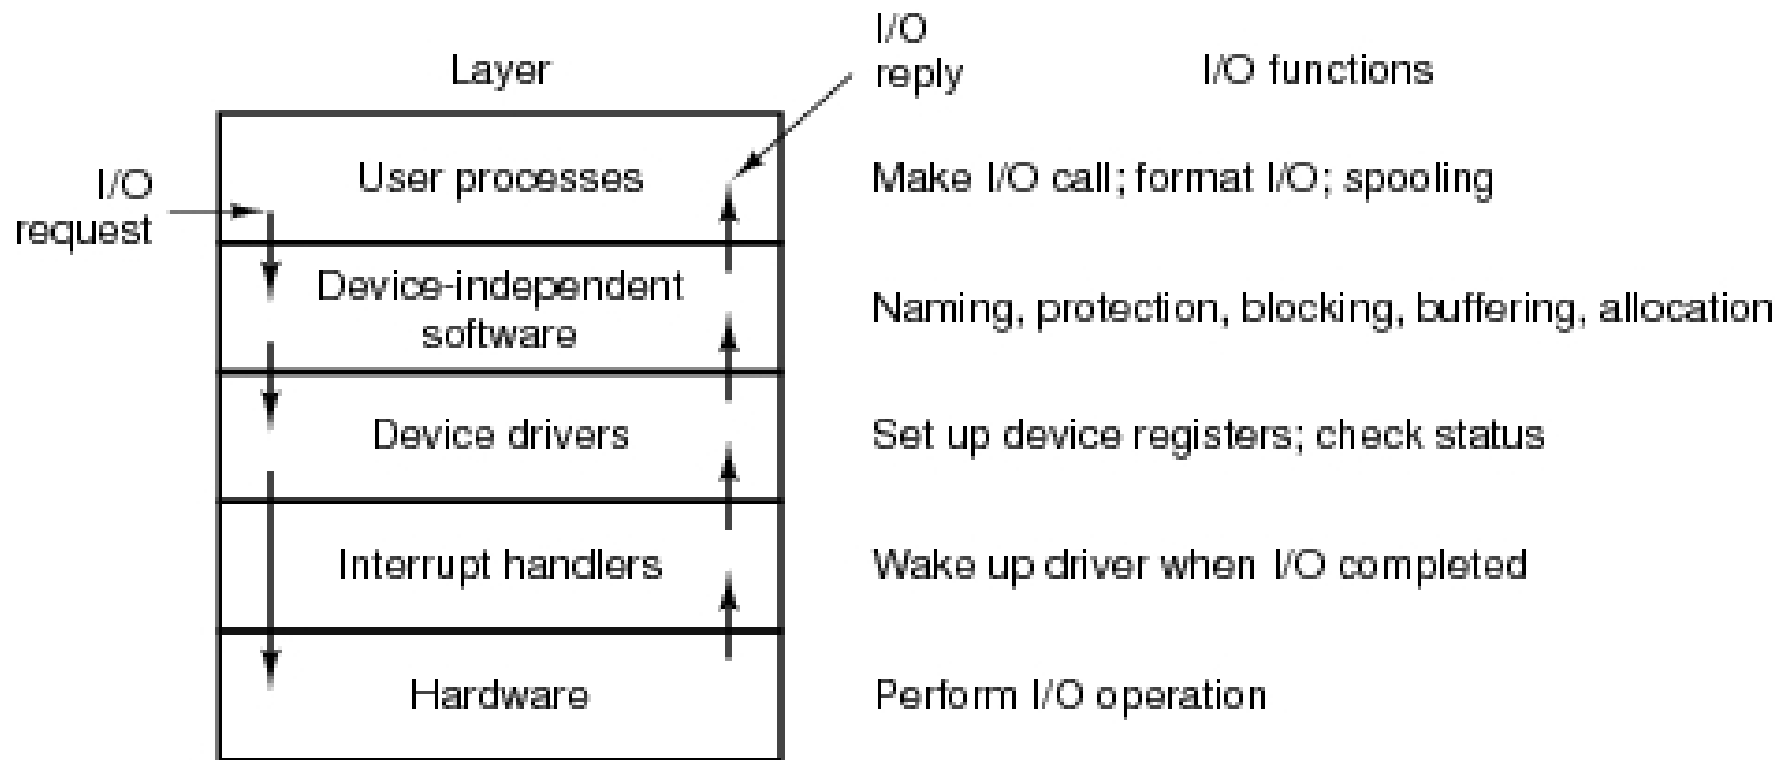 Layer
I/O
reply
I/O functions
User processes
Make I/O call; format I/O; spooling
I/O
request
Device-independent
software
Naming, protection, blocking, buffering, allocation
Device drivers
Set up device registers; check status
Interrupt handlers
Wake up driver when I/O completed
Hardware
Perform I/O operation